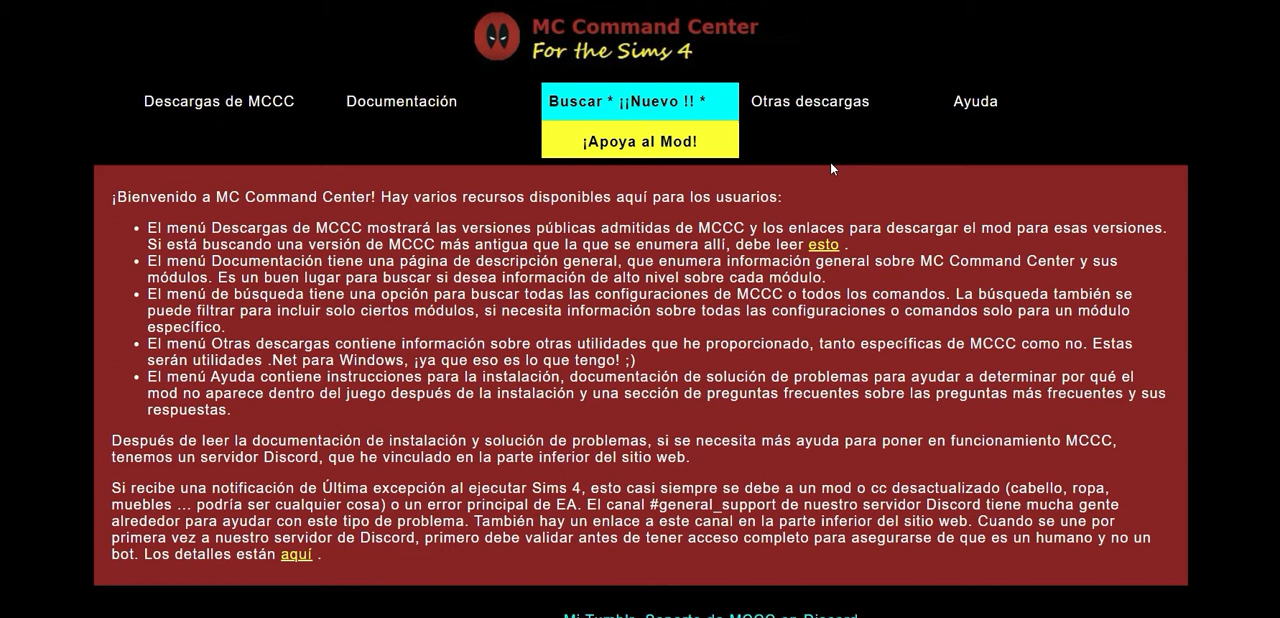 MC Command Center
For the Sims 4
Descargas de MCCC
Documentación
Buscar * ¡¡Nuevo !! *
Otras descargas
Ayuda
¡Apoya al Mod!
¡Bienvenido a MC Command Center! Hay varios recursos disponibles aquí para los usuarios:
• El menú Descargas de MCCC mostrará las versiones públicas admitidas de MCCC y los enlaces para descargar el mod para esas versiones.
Si está buscando una versión de MCCC más antigua que la que se enumera allí, debe leer esto .
• El menú Documentación tiene una página de descripción general, que enumera información general sobre MC Command Center y sus
módulos. Es un buen lugar para buscar si desea información de alto nivel sobre cada módulo.
• El menú de búsqueda tiene una opción para buscar todas las configuraciones de MCCC o todos los comandos. La búsqueda también se
puede filtrar para incluir solo ciertos módulos, si necesita información sobre todas las configuraciones o comandos solo para un módulo
específico.
• El menú Otras descargas contiene información sobre otras utilidades que he proporcionado, tanto específicas de MCCC como no. Estas
serán utilidades .Net para Windows, ¡ya que eso es lo que tengo! ;)
• El menú Ayuda contiene instrucciones para la instalación, documentación de solución de problemas para ayudar a determinar por qué el
mod no aparece dentro del juego después de la instalación y una sección de preguntas frecuentes sobre las preguntas más frecuentes y sus
respuestas.
Después de leer la documentación de instalación y solución de problemas, si se necesita más ayuda para poner en funcionamiento MCCC,
tenemos un servidor Discord, que he vinculado en la parte inferior del sitio web.
Si recibe una notificación de Última excepción al ejecutar Sims 4, esto casi siempre se debe a un mod o cc desactualizado (cabello, ropa,
muebles ... podría ser cualquier cosa) o un error principal de EA. El canal #general_support de nuestro servidor Discord tiene mucha gente
alrededor para ayudar con este tipo de problema. También hay un enlace a este canal en la parte inferior del sitio web. Cuando se une por
primera vez a nuestro servidor de Discord, primero debe validar antes de tener acceso completo para asegurarse de que es un humano y no un
bot. Los detalles están aquí .